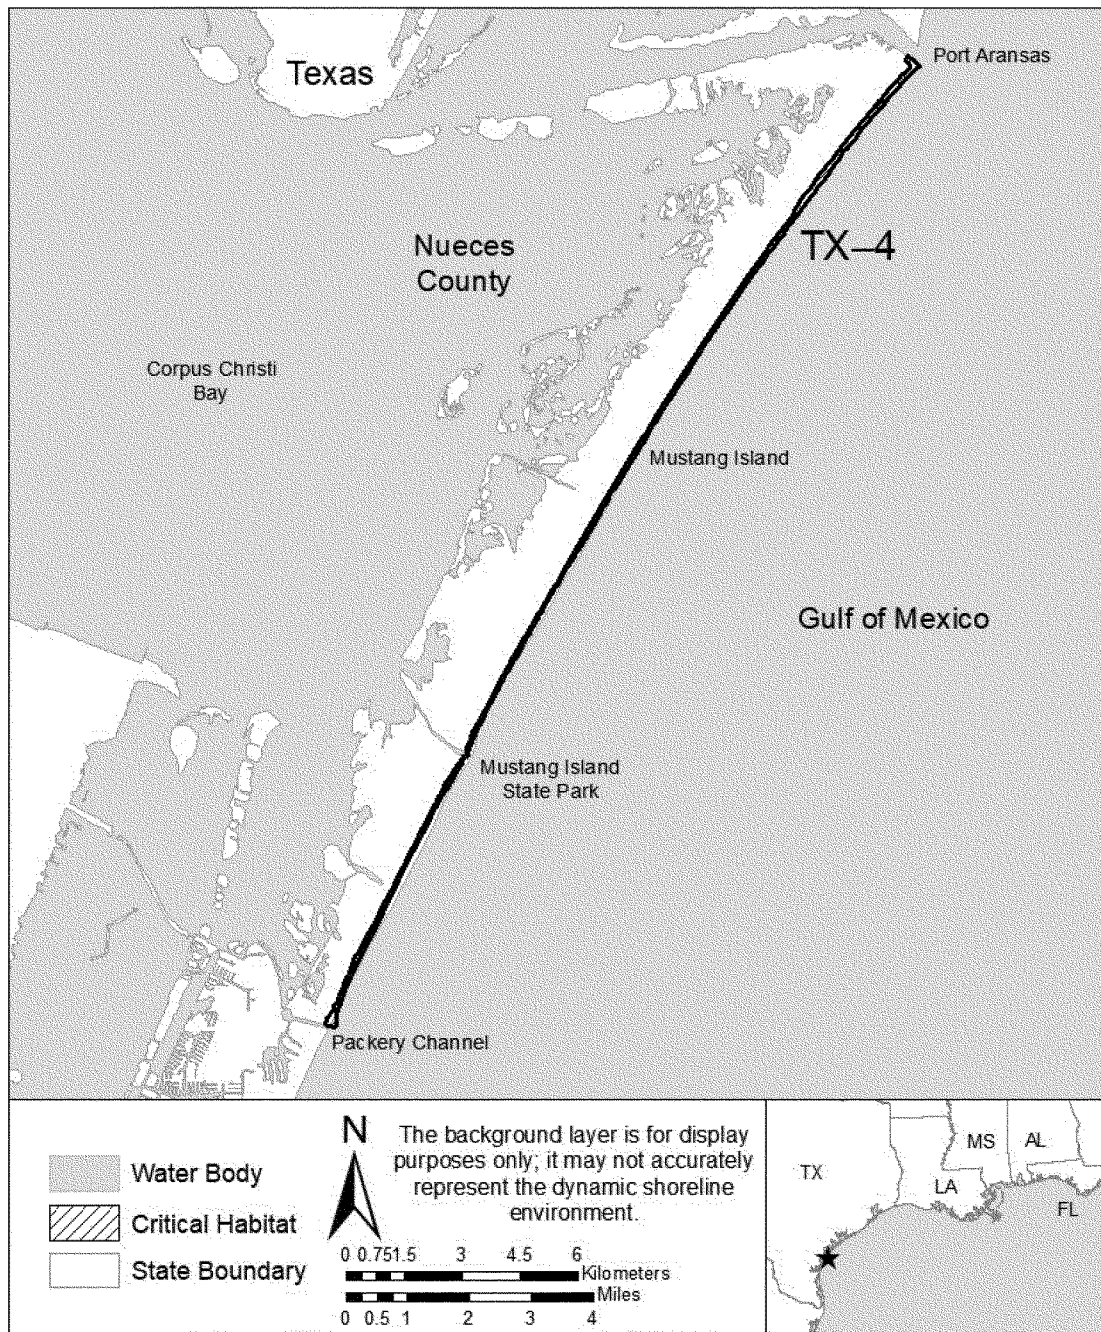 Port Aransas
Texas
TX–4
Nueces
County
Corpus Christi
Bay
Mustang Island
Gulf of Mexico
Mustang Island
State Park
Packery Channel
Water Body
Critical Habitat
State Boundary
N
The background layer is for display
purposes only; it may not accurately
represent the dynamic shoreline
environment.
0 0.75 1.5 3 4.5 6
Kilometers
Miles
0 0.5 1 2 3 4
TX
LA
MS
AL
FL